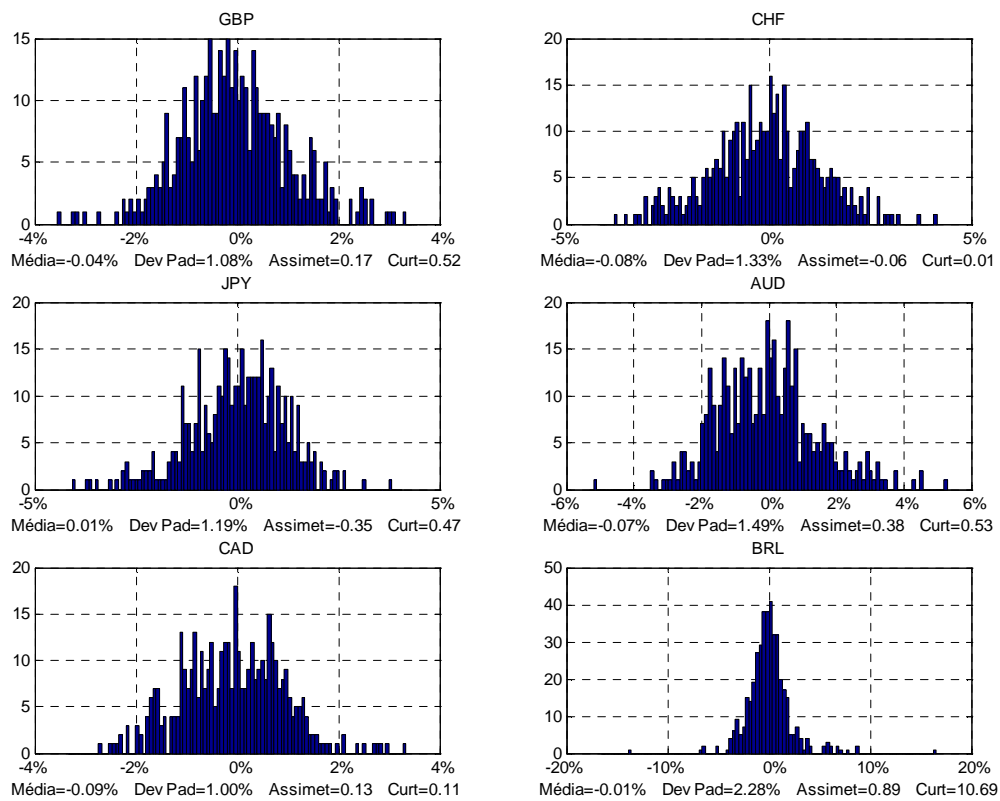 GBP
15
10
5
0
-4% -2% 0% 2% 4%
Média=-0.04% Dev Pad=1.08% Assimet=0.17 Curt=0.52
CHF
20
15
10
5
0
-5% 0% 5%
Média=-0.08% Dev Pad=1.33% Assimet=-0.06 Curt=0.01
JPY
20
15
10
5
0
-5% 0% 5%
Média=0.01% Dev Pad=1.19% Assimet=-0.35 Curt=0.47
AUD
20
15
10
5
0
-6% -4% -2% 0% 2% 4% 6%
Média=-0.07% Dev Pad=1.49% Assimet=0.38 Curt=0.53
CAD
20
15
10
5
0
-4% -2% 0% 2% 4%
Média=-0.09% Dev Pad=1.00% Assimet=0.13 Curt=0.11
BRL
50
40
30
20
10
0
-20% -10% 0% 10% 20%
Média=-0.01% Dev Pad=2.28% Assimet=0.89 Curt=10.69